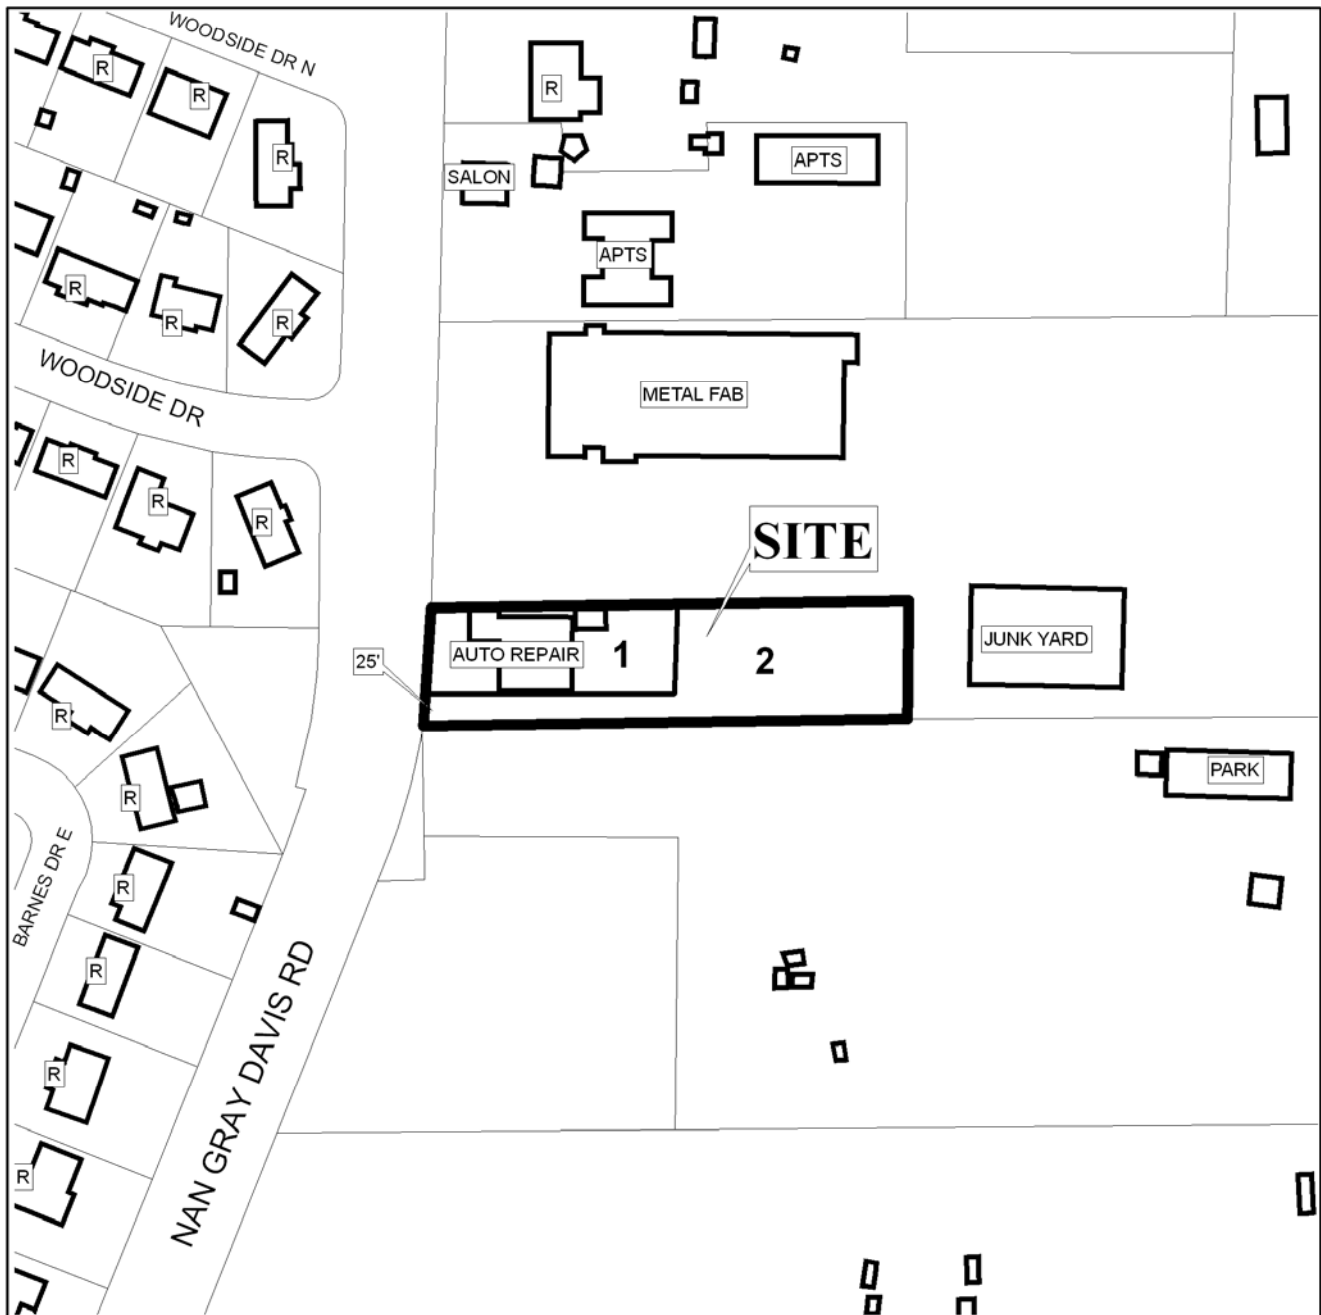 WOODSIDE DR N
R
R
R
R
SALON
APTS
APTS
R
R
R
WOODSIDE DR
METAL FAB
R
R
R
SITE
AUTO REPAIR
1
2
JUNK YARD
25'
R
R
PARK
BARNES DR E
R
R
NAN GRAY DAVIS RD
R
R